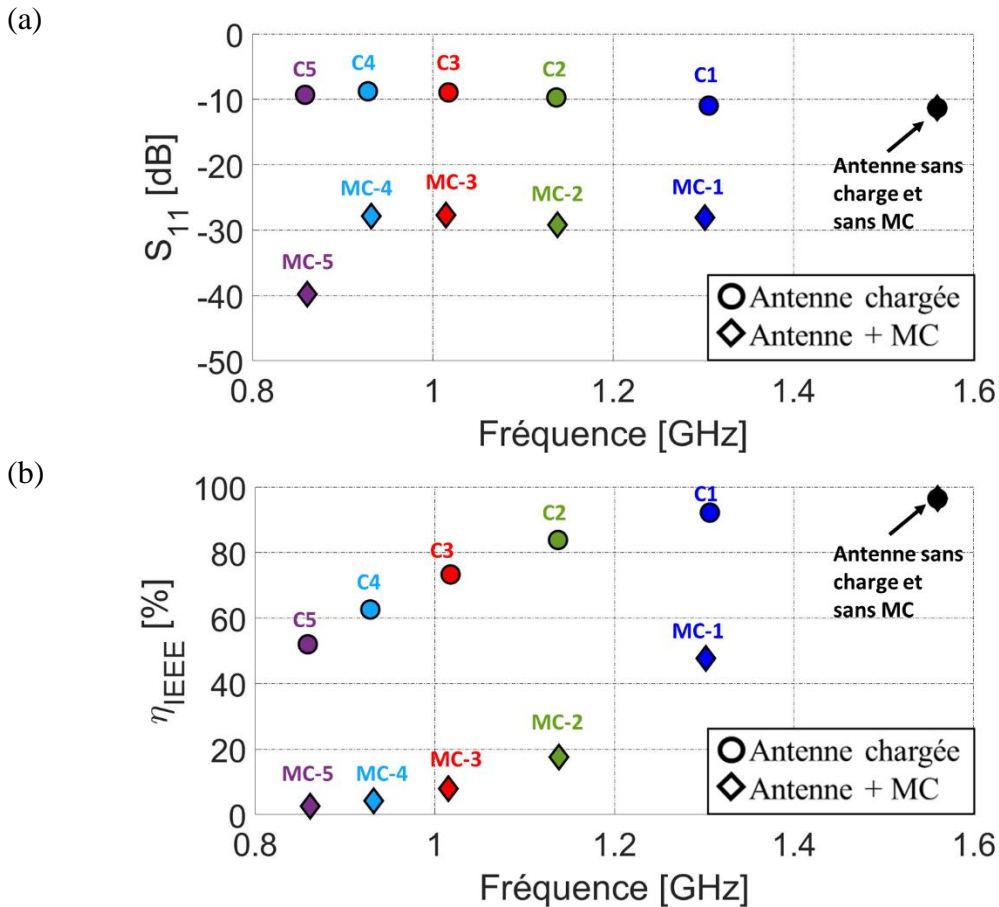 (a)
0
-10
-20
-30
-40
-50
S11 [dB]
C5
C4
C3
C2
C1
MC-5
MC-4
MC-3
MC-2
MC-1
Antenne sans
charge et
sans MC
Antenne chargée
Antenne + MC
0.8
1
1.2
1.4
1.6
Fréquence [GHz]
(b)
100
80
60
40
20
0
ηIEEE [%]
C5
C4
C3
C2
C1
MC-5
MC-4
MC-3
MC-2
MC-1
Antenne sans
charge et
sans MC
Antenne chargée
Antenne + MC
0.8
1
1.2
1.4
1.6
Fréquence [GHz]